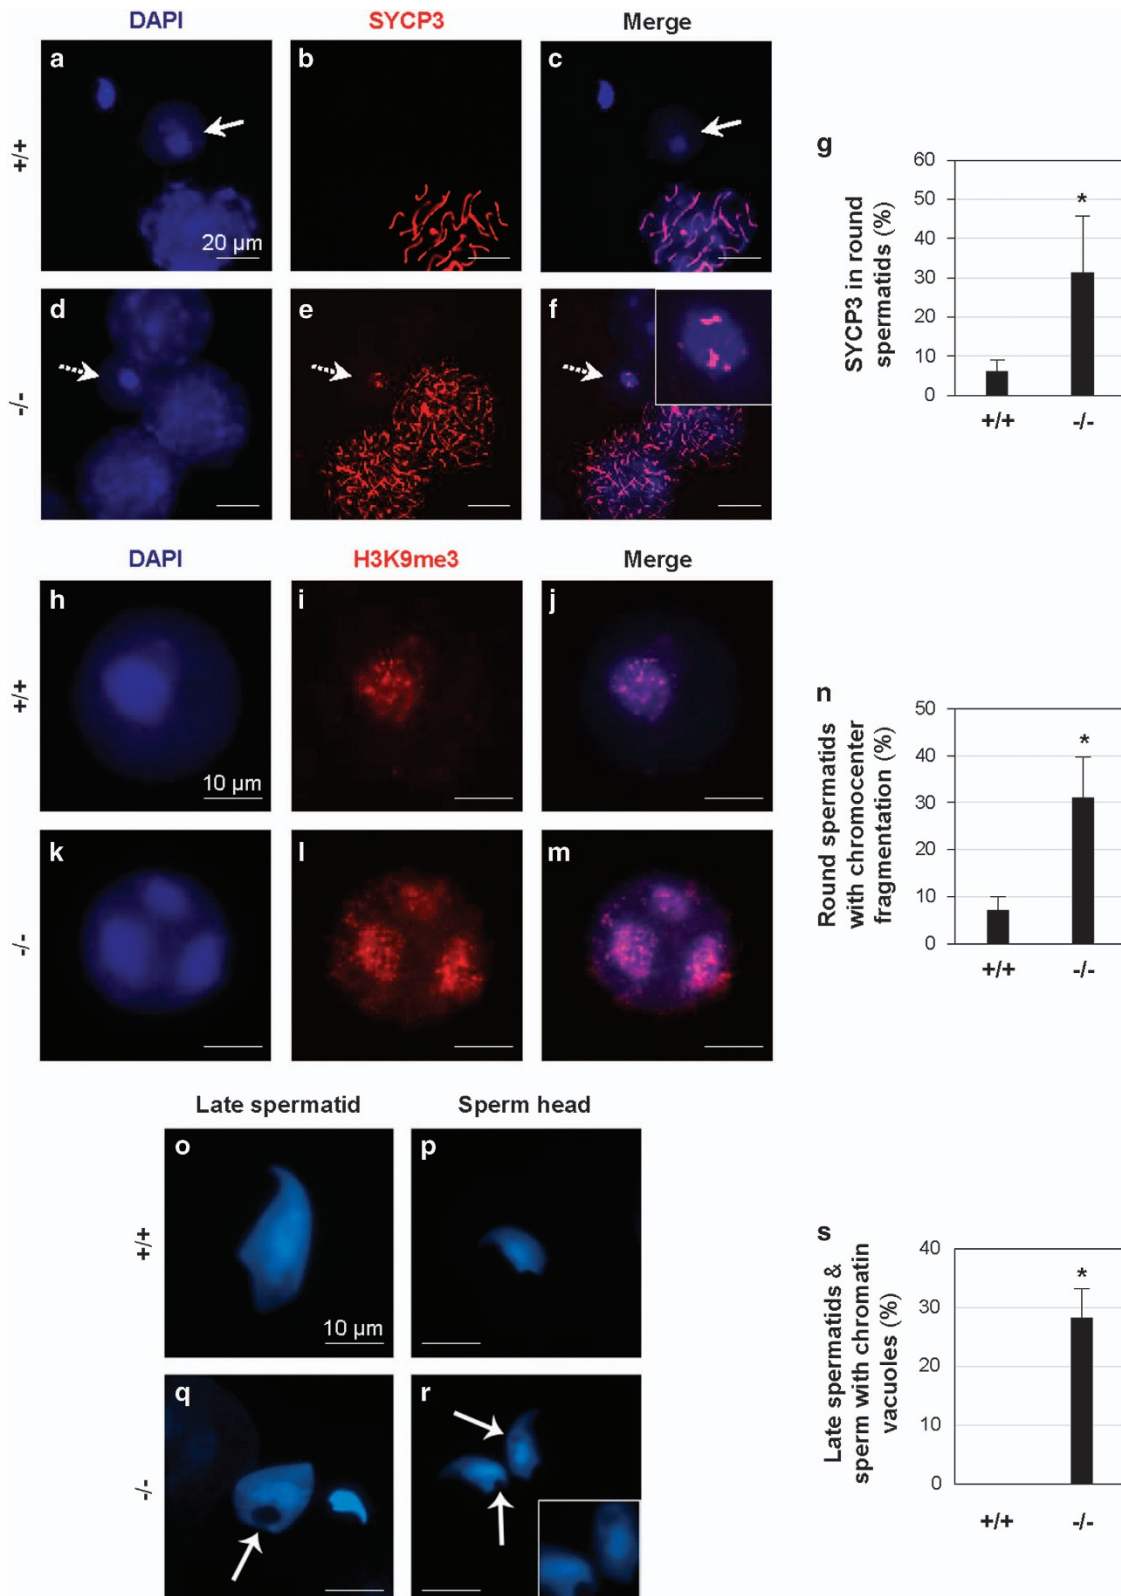 DAPI SYCP3 Merge
a b c
+/+
20 µm
d e f
-/-
g
SYCP3 in round
spermatids (%)
60
50
40
30
20
10
0
*
+/+ -/-
DAPI H3K9me3 Merge
h i j
+/+
10 µm
k l m
-/-
n
Round spermatids
with chromocenter
fragmentation (%)
50
40
30
20
10
0
*
+/+ -/-
Late spermatid Sperm head
o p
+/+
10 µm
q r
-/-
s
Late spermatids &
sperm with chromatin
vacuoles (%)
40
30
20
10
0
*
+/+ -/-